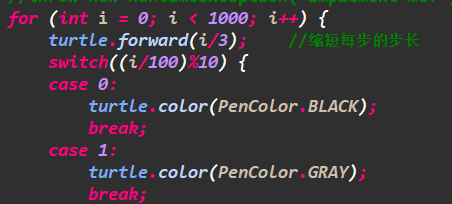 for (int i = 0; i < 1000; i++) {
turtle.forward(i/3); //缩短每步的步长
switch((i/100)%10) {
case 0:
turtle.color(PenColor.BLACK);
break;
case 1:
turtle.color(PenColor.GRAY);
break;